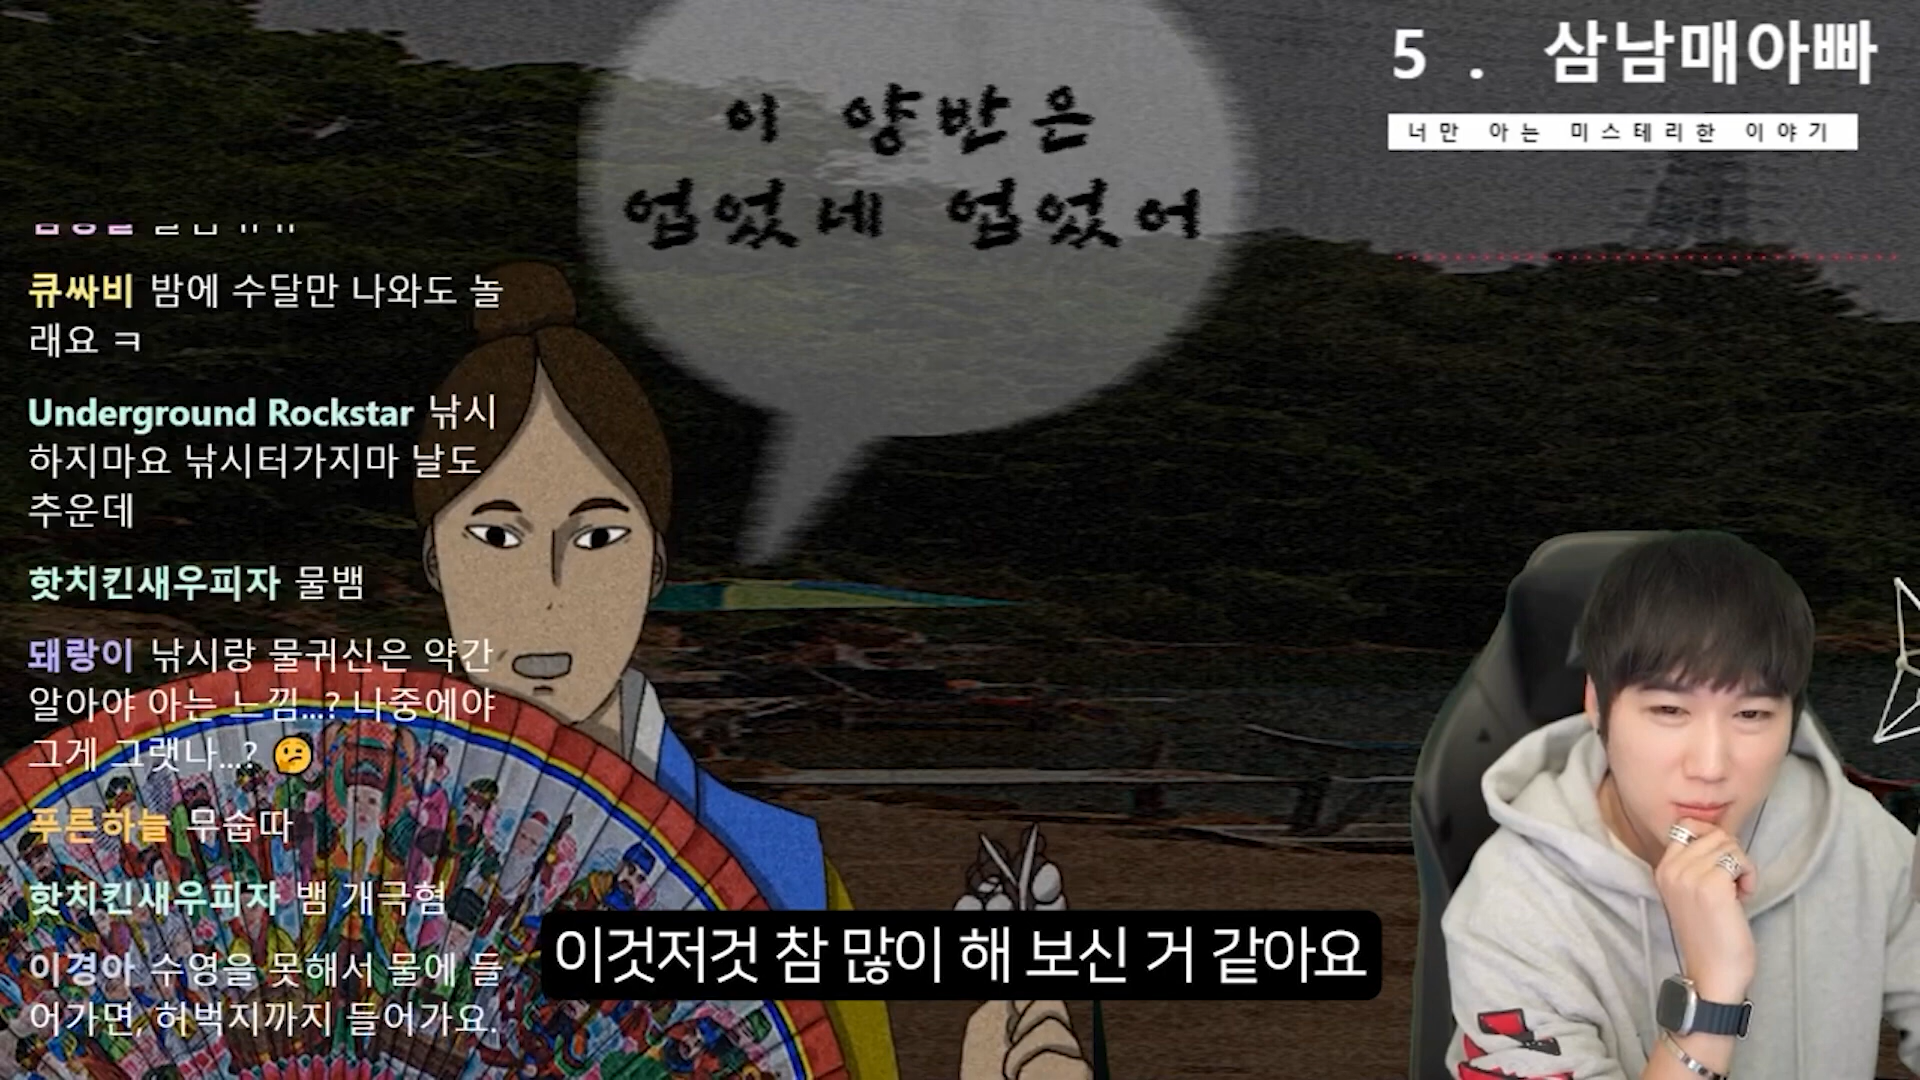 이 양반은
업었네 업었어
5 . 삼남매아빠
너만 아는 미스테리한 이야기
큐싸비 밤에 수달만 나와도 놀
래요 ㅋ
Underground Rockstar 낚시
하지마요 낚시터가지마 날도
추운데
핫치킨새우피자 물뱀
돼랑이 낚시랑 물귀신은 약간
알아야 아는 느낌...? 나중에야
그게 그랫나...? 🤔
푸른하늘 무습따
핫치킨새우피자 뱀 개극혐
이경아 수영을 못해서 물에 들
어가면, 허벅지까지 들어가요.
이것저것 참 많이 해 보신 거 같아요